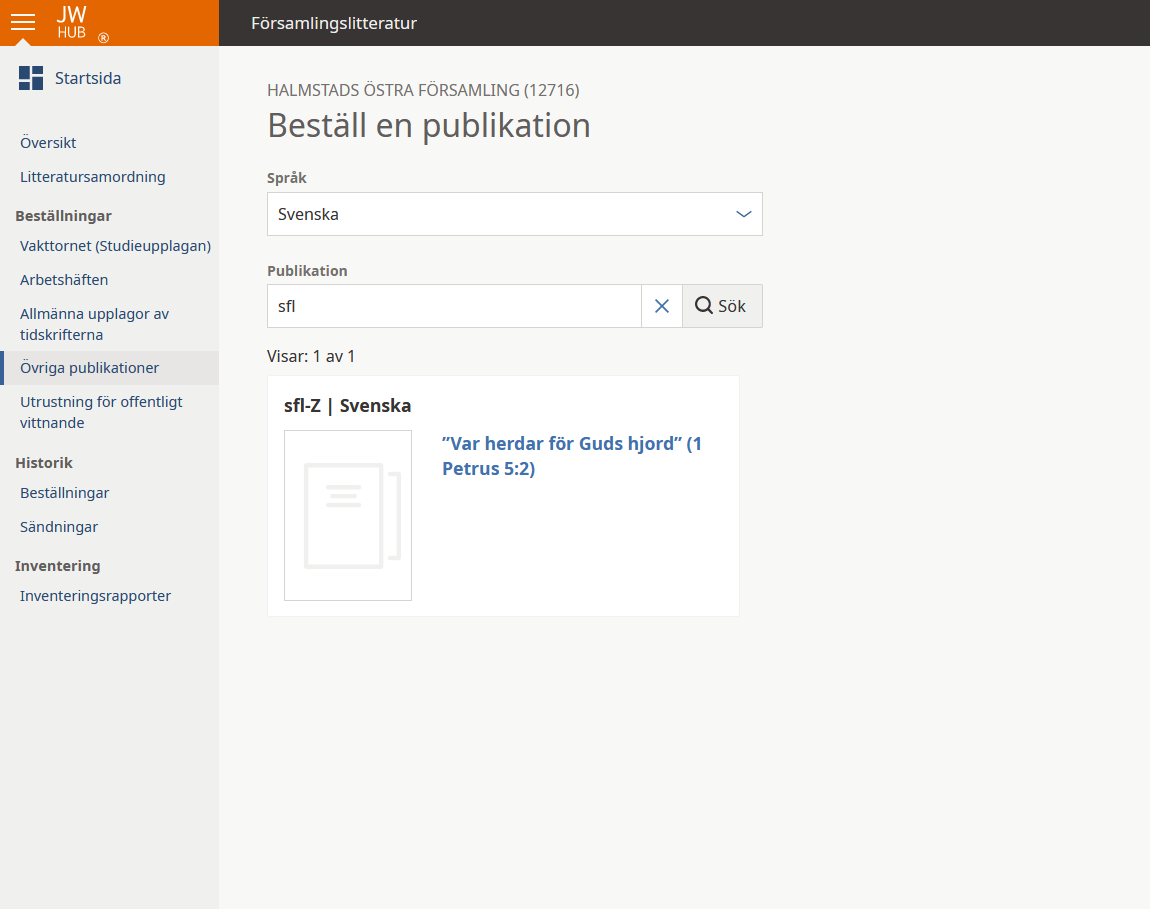 JW
HUB ®
Församlingslitteratur
Startsida
Översikt
Litteratursamordning
Beställningar
Vakttornet (Studieupplagan)
Arbetshäften
Allmänna upplagor av
tidskrifterna
Övriga publikationer
Utrustning för offentligt
vittnande
Historik
Beställningar
Sändningar
Inventering
Inventeringsrapporter
HALMSTADS ÖSTRA FÖRSAMLING (12716)
Beställ en publikation
Språk
Svenska
Publikation
sfl
Sök
Visar: 1 av 1
sfl-Z | Svenska
”Var herdar för Guds hjord” (1
Petrus 5:2)